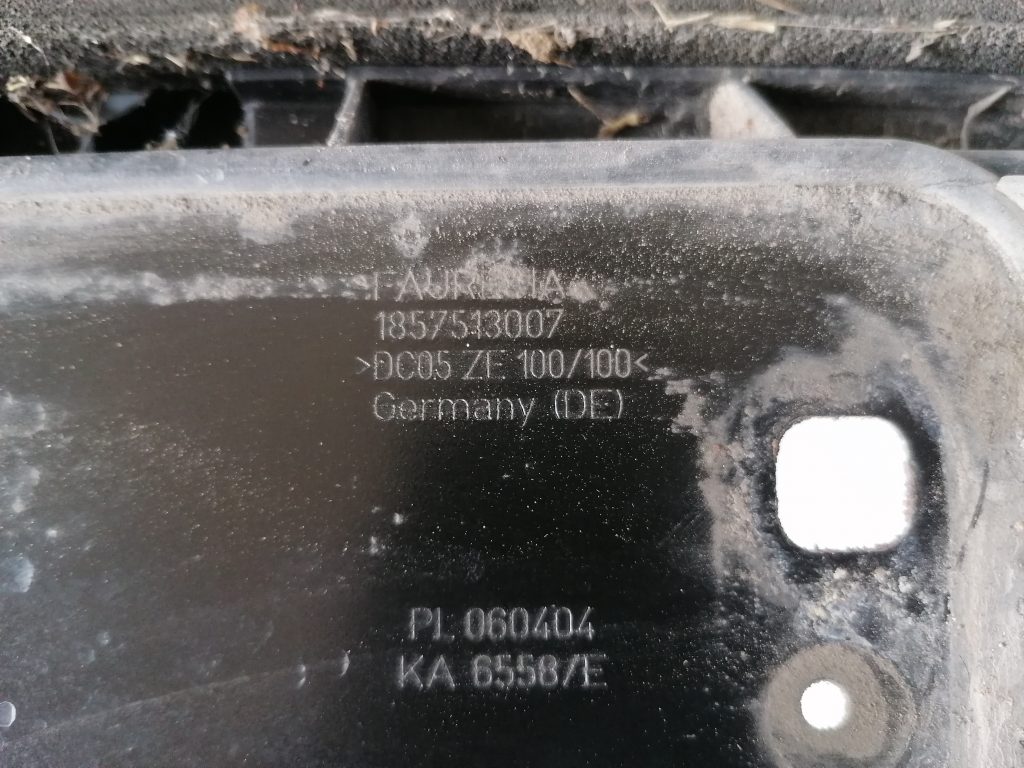 FAURECIA
1857513007
>DC05 ZE 100/100<
Germany (DE)
PL 060404
KA 6558/E